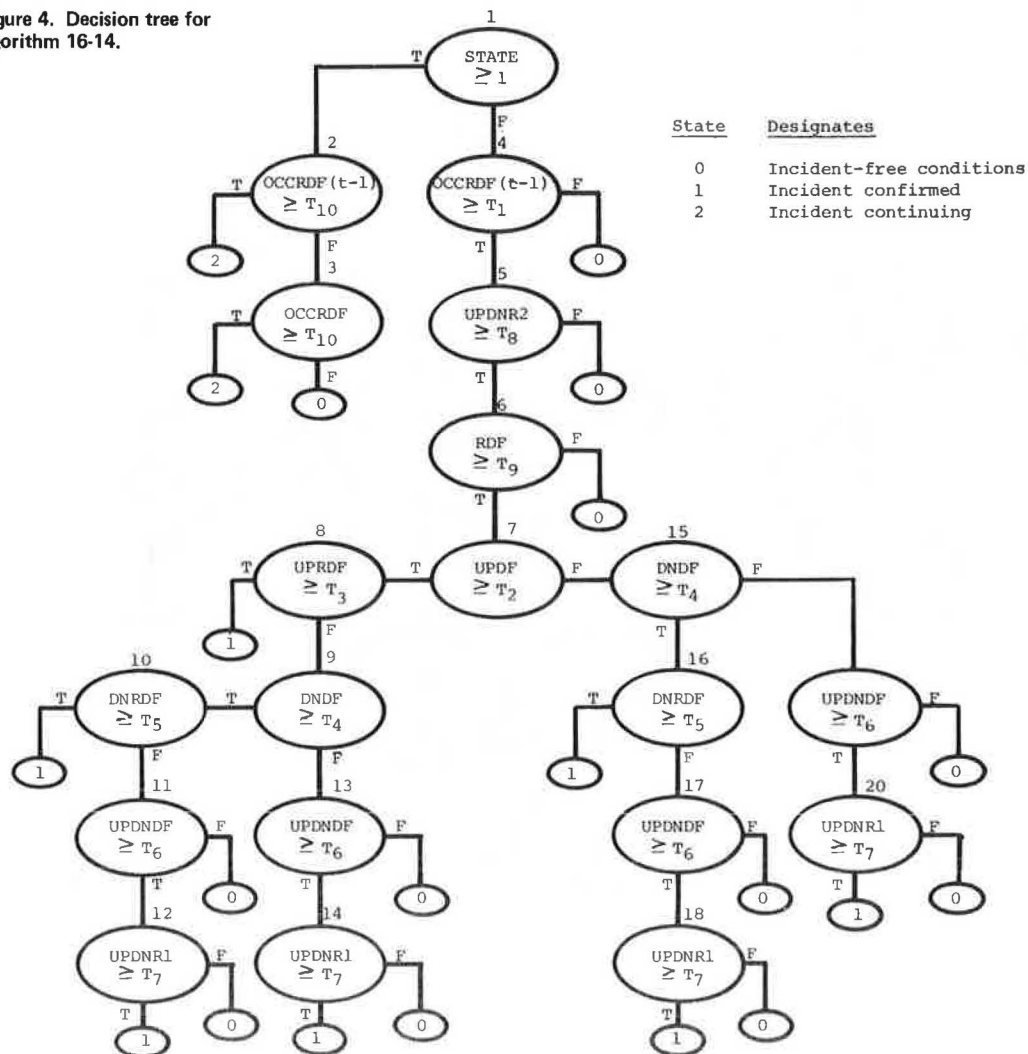 gure 4. Decision tree for
orithm 16-14.
1
STATE
≥ 1
T
F
State Designates
0 Incident-free conditions
1 Incident confirmed
2 Incident continuing
2
4
OCCRDF(t-1)
≥ T10
T
F
OCCRDF(t-1)
≥ T1
F
T
2
0
3
5
OCCRDF
≥ T10
T
F
UPDNR2
≥ T8
F
T
2
0
0
6
RDF
≥ T9
F
T
0
8
7
15
UPRDF
≥ T3
T
F
T
UPDF
≥ T2
F
DNDF
≥ T4
F
T
1
10
9
16
DNRDF
≥ T5
T
F
T
DNDF
≥ T4
F
DNRDF
≥ T5
T
F
UPDNDF
≥ T6
F
T
1
1
0
11
13
17
20
UPDNDF
≥ T6
F
T
UPDNDF
≥ T6
F
T
UPDNDF
≥ T6
F
T
UPDNR1
≥ T7
F
T
0
0
0
1
0
12
14
18
UPDNR1
≥ T7
F
T
UPDNR1
≥ T7
F
T
UPDNR1
≥ T7
F
T
1
0
1
0
1
0